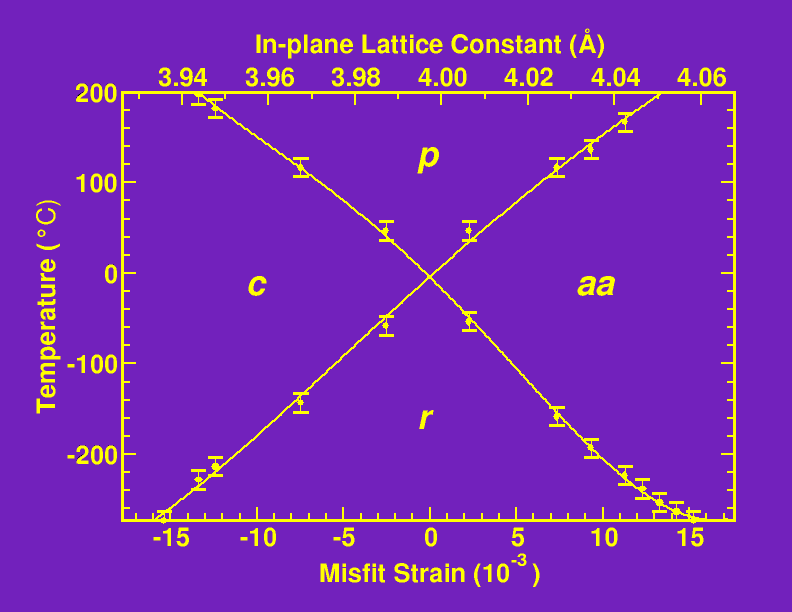 In-plane Lattice Constant (Å)
3.94 3.96 3.98 4.00 4.02 4.04 4.06
200
100
0
-100
-200
Temperature (°C)
p
c
aa
r
-15 -10 -5 0 5 10 15
Misfit Strain (10⁻³)